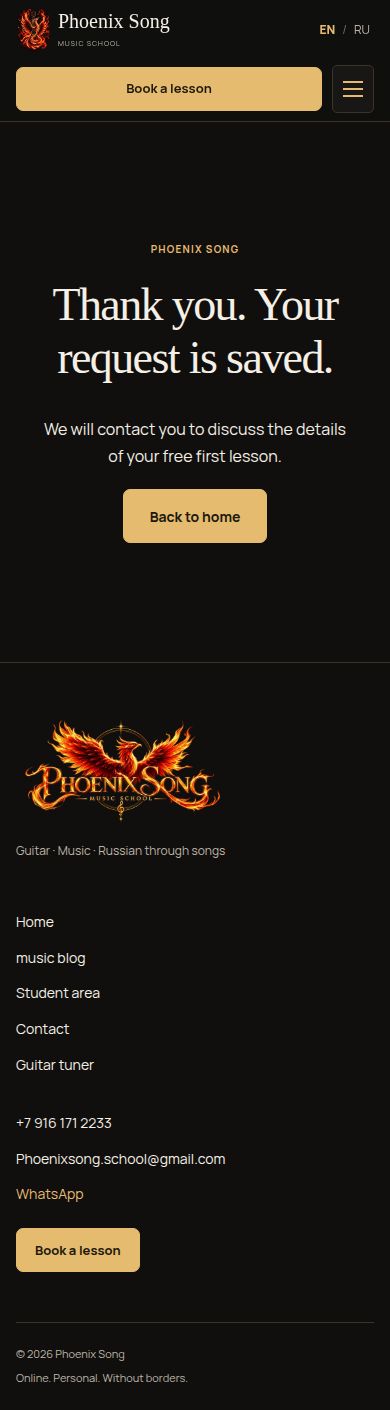 Phoenix Song
MUSIC SCHOOL
EN / RU
Book a lesson
PHOENIX SONG
Thank you. Your
request is saved.
We will contact you to discuss the details
of your free first lesson.
Back to home
PHOENIX SONG
MUSIC SCHOOL
Guitar · Music · Russian through songs
Home
music blog
Student area
Contact
Guitar tuner
+7 916 171 2233
Phoenixsong.school@gmail.com
WhatsApp
Book a lesson
© 2026 Phoenix Song
Online. Personal. Without borders.